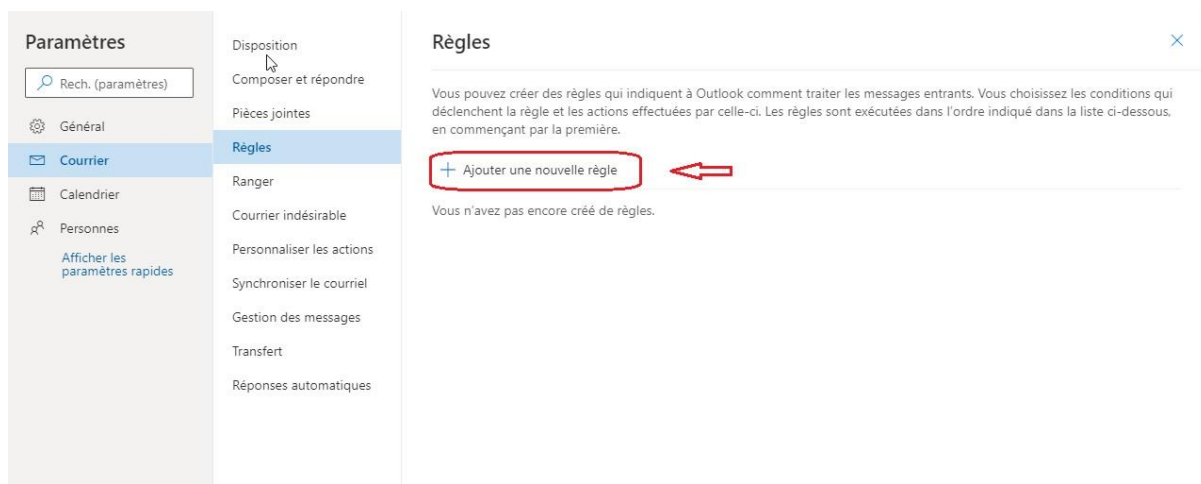 Paramètres
Rech. (paramètres)
Général
Courrier
Calendrier
Personnes
Afficher les
paramètres rapides
Disposition
Composer et répondre
Pièces jointes
Règles
Ranger
Courrier indésirable
Personnaliser les actions
Synchroniser le courriel
Gestion des messages
Transfert
Réponses automatiques
Règles
Vous pouvez créer des règles qui indiquent à Outlook comment traiter les messages entrants. Vous choisissez les conditions qui
déclenchent la règle et les actions effectuées par celle-ci. Les règles sont exécutées dans l'ordre indiqué dans la liste ci-dessous,
en commençant par la première.
Ajouter une nouvelle règle
Vous n'avez pas encore créé de règles.